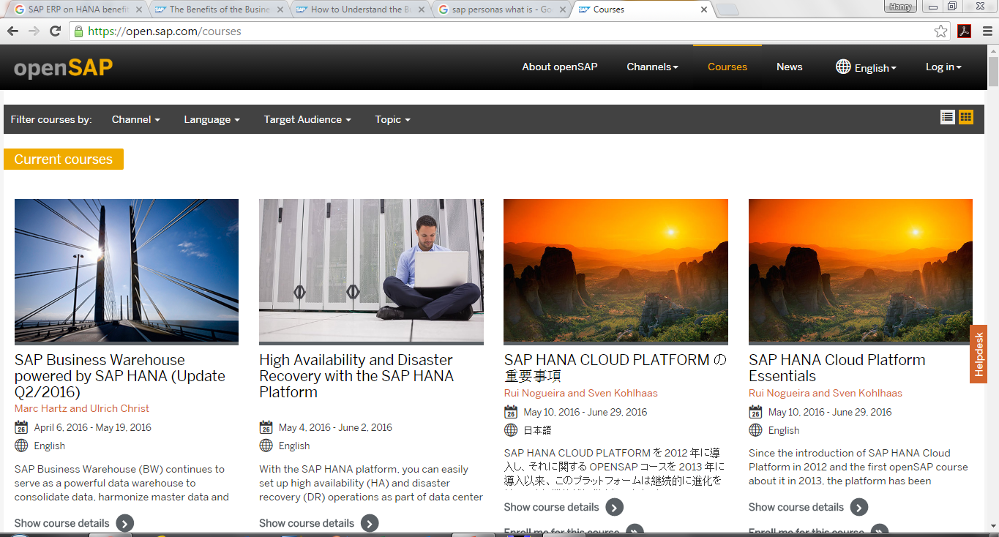 SAP ERP on HANA benefit
The Benefits of the Busine
How to Understand the B
sap personas what is - Go
Courses
Hanry
https://open.sap.com/courses
openSAP
About openSAP
Channels
Courses
News
English
Log in
Filter courses by:
Channel
Language
Target Audience
Topic
Current courses
SAP Business Warehouse
powered by SAP HANA (Update
Q2/2016)
Marc Hartz and Ulrich Christ
26 April 6, 2016 - May 19, 2016
English
SAP Business Warehouse (BW) continues to
serve as a powerful data warehouse to
consolidate data, harmonize master data and
Show course details
High Availability and Disaster
Recovery with the SAP HANA
Platform
26 May 4, 2016 - June 2, 2016
English
With the SAP HANA platform, you can easily
set up high availability (HA) and disaster
recovery (DR) operations as part of data center
Show course details
SAP HANA CLOUD PLATFORM の
重要事項
Rui Nogueira and Sven Kohlhaas
26 May 10, 2016 - June 29, 2016
日本語
SAP HANA CLOUD PLATFORM を 2012 年に導
入し、それに関する OPENSAP コースを 2013 年に
導入以来、このプラットフォームは継続的に進化を
Show course details
Enroll me for this course
SAP HANA Cloud Platform
Essentials
Rui Nogueira and Sven Kohlhaas
26 May 10, 2016 - June 29, 2016
English
Since the introduction of SAP HANA Cloud
Platform in 2012 and the first openSAP course
about it in 2013, the platform has been
Show course details
Enroll me for this course
Helpdesk